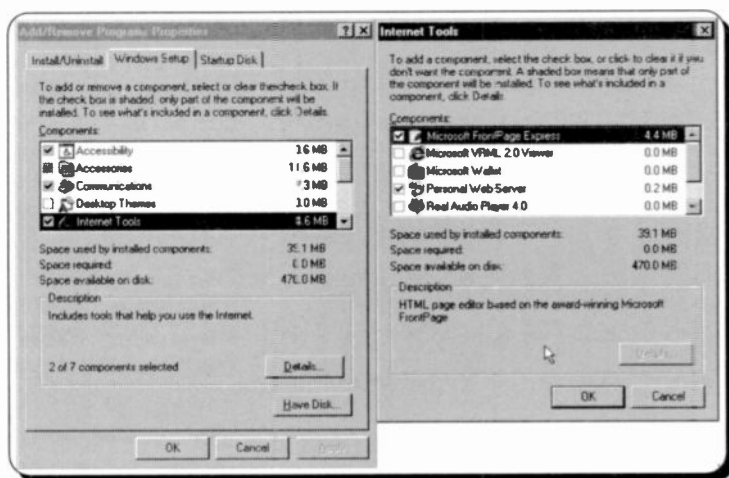 Add/Remove Programs Properties
Install/Uninstall Windows Setup Startup Disk
To add or remove a component, select or clear the check box. If
the check box is shaded, only part of the component will be
installed. To see what's included in a component, click Details.
Components:
Accessibility
Accessories 11.6 MB
Communications
Desktop Themes
Internet Tools
Space used by installed components:
Space required:
Space available on disk:
Description
Includes tools that help you use the Internet.
2 of 7 components selected
Details...
Have Disk...
OK Cancel Apply
Internet Tools
To add a component, select the check box, or click to clear it if you
don't want the component. A shaded box means that only part of
the component will be installed. To see what's included in a
component, click Details.
Components:
Microsoft FrontPage Express 4.4 MB
Microsoft VRML 2.0 Viewer 0.0 MB
Microsoft Wallet 0.0 MB
Personal Web Server 0.2 MB
Real Audio Player 4.0 0.0 MB
Space used by installed components: 39.1 MB
Space required: 0.0 MB
Space available on disk: 470.0 MB
Description
HTML page editor based on the award-winning Microsoft
FrontPage
Details...
OK Cancel